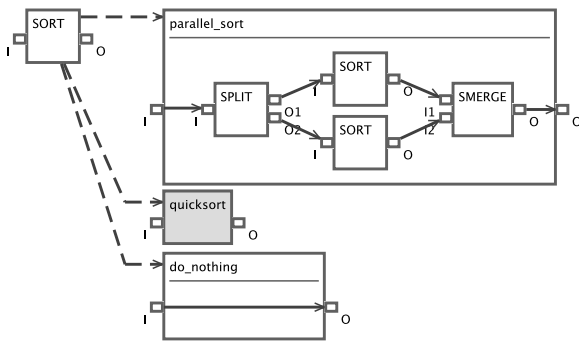 SORT
I
O
parallel_sort
SPLIT
I
I
O1
O2
SORT
I
O
SORT
I
O
SMERGE
I1
I2
O
O
quicksort
I
O
do_nothing
I
O